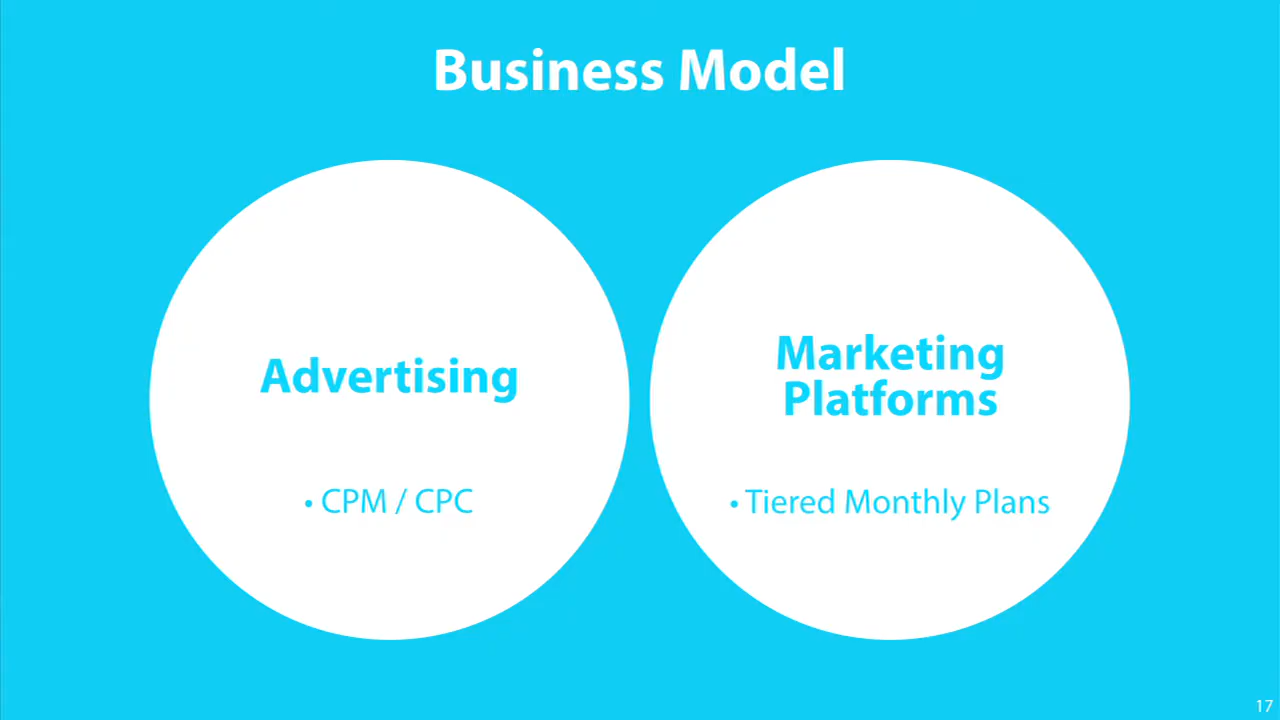 Business Model
Advertising
• CPM / CPC
Marketing
Platforms
• Tiered Monthly Plans
17